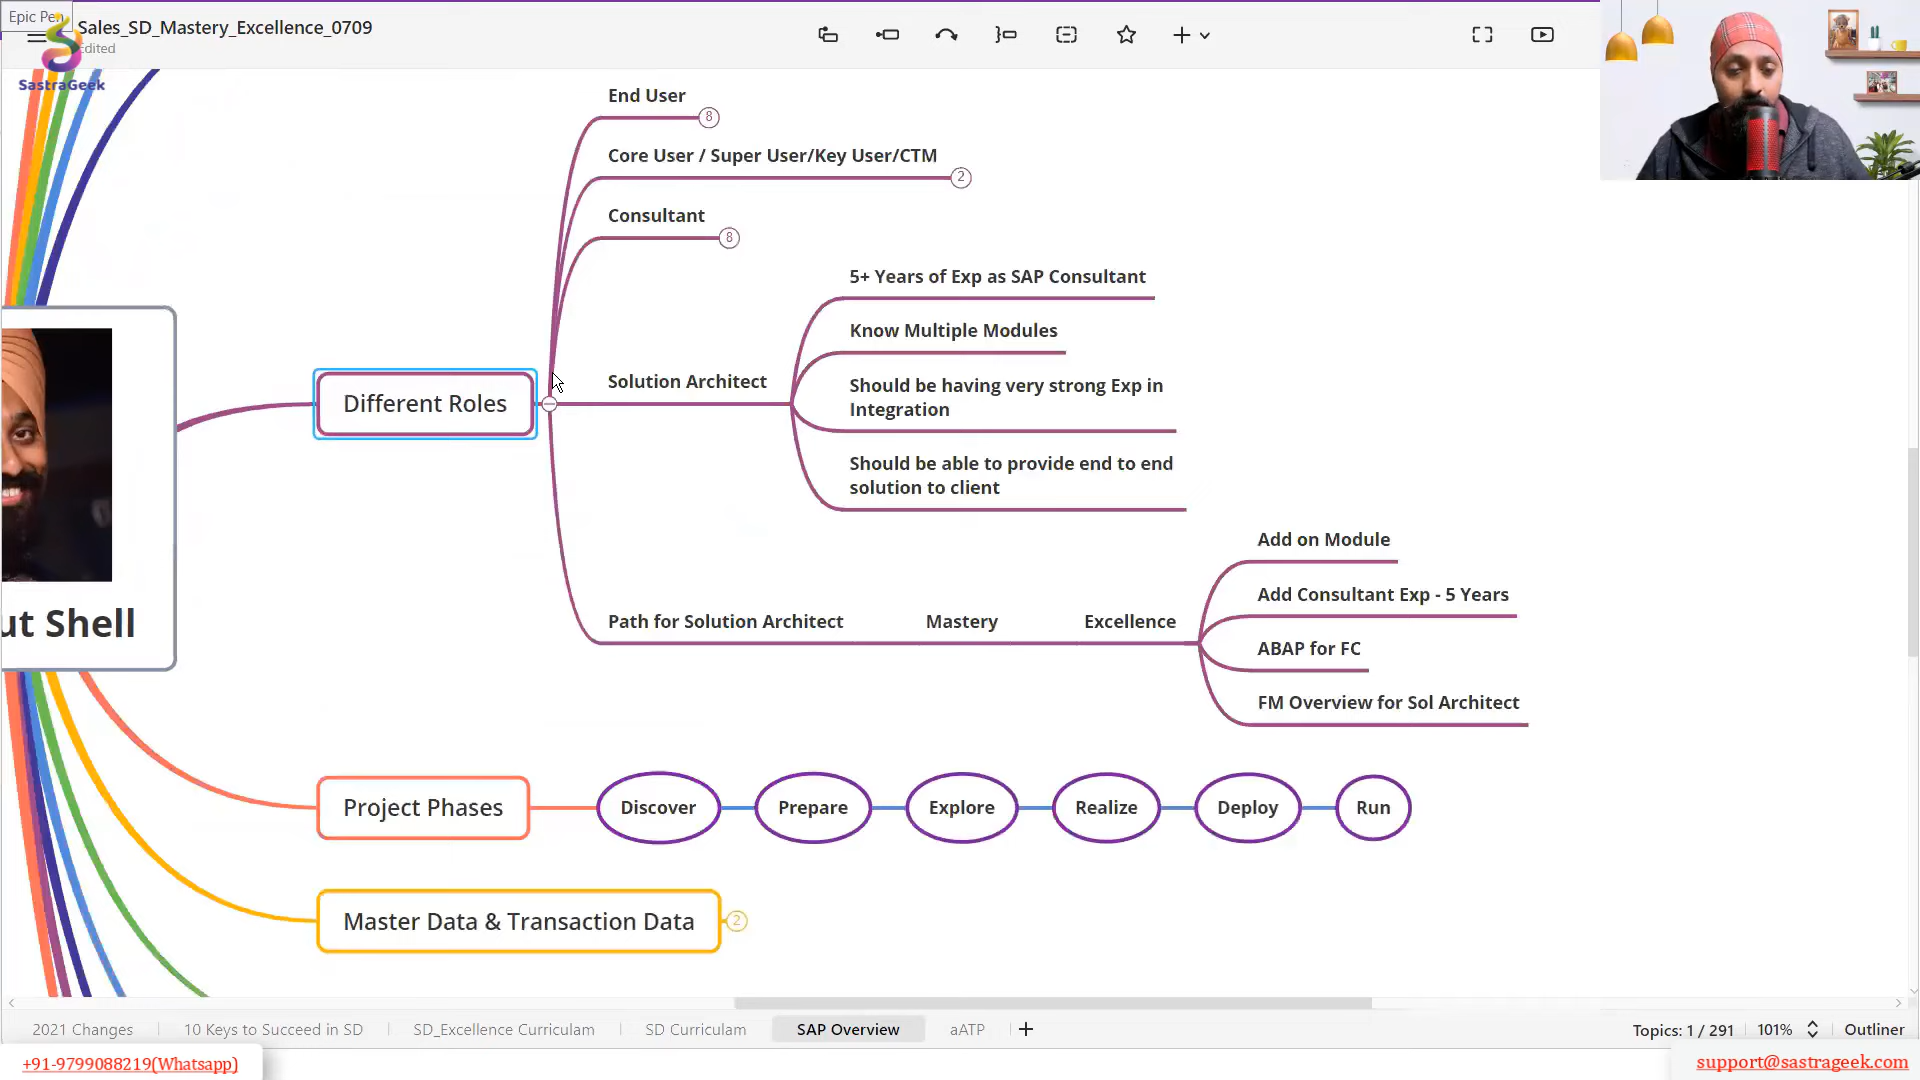 Epic Pen
Sales_SD_Mastery_Excellence_0709
Edited
SastraGeek
End User
8
Core User / Super User/Key User/CTM
2
Consultant
8
5+ Years of Exp as SAP Consultant
Know Multiple Modules
Solution Architect
Should be having very strong Exp in
Integration
Different Roles
Should be able to provide end to end
solution to client
Add on Module
Add Consultant Exp - 5 Years
Path for Solution Architect
Mastery
Excellence
ABAP for FC
FM Overview for Sol Architect
ut Shell
Project Phases
Discover
Prepare
Explore
Realize
Deploy
Run
Master Data & Transaction Data
2
2021 Changes
10 Keys to Succeed in SD
SD_Excellence Curriculam
SD Curriculam
SAP Overview
aATP
Topics: 1 / 291
101%
Outliner
+91-9799088219(Whatsapp)
support@sastrageek.com